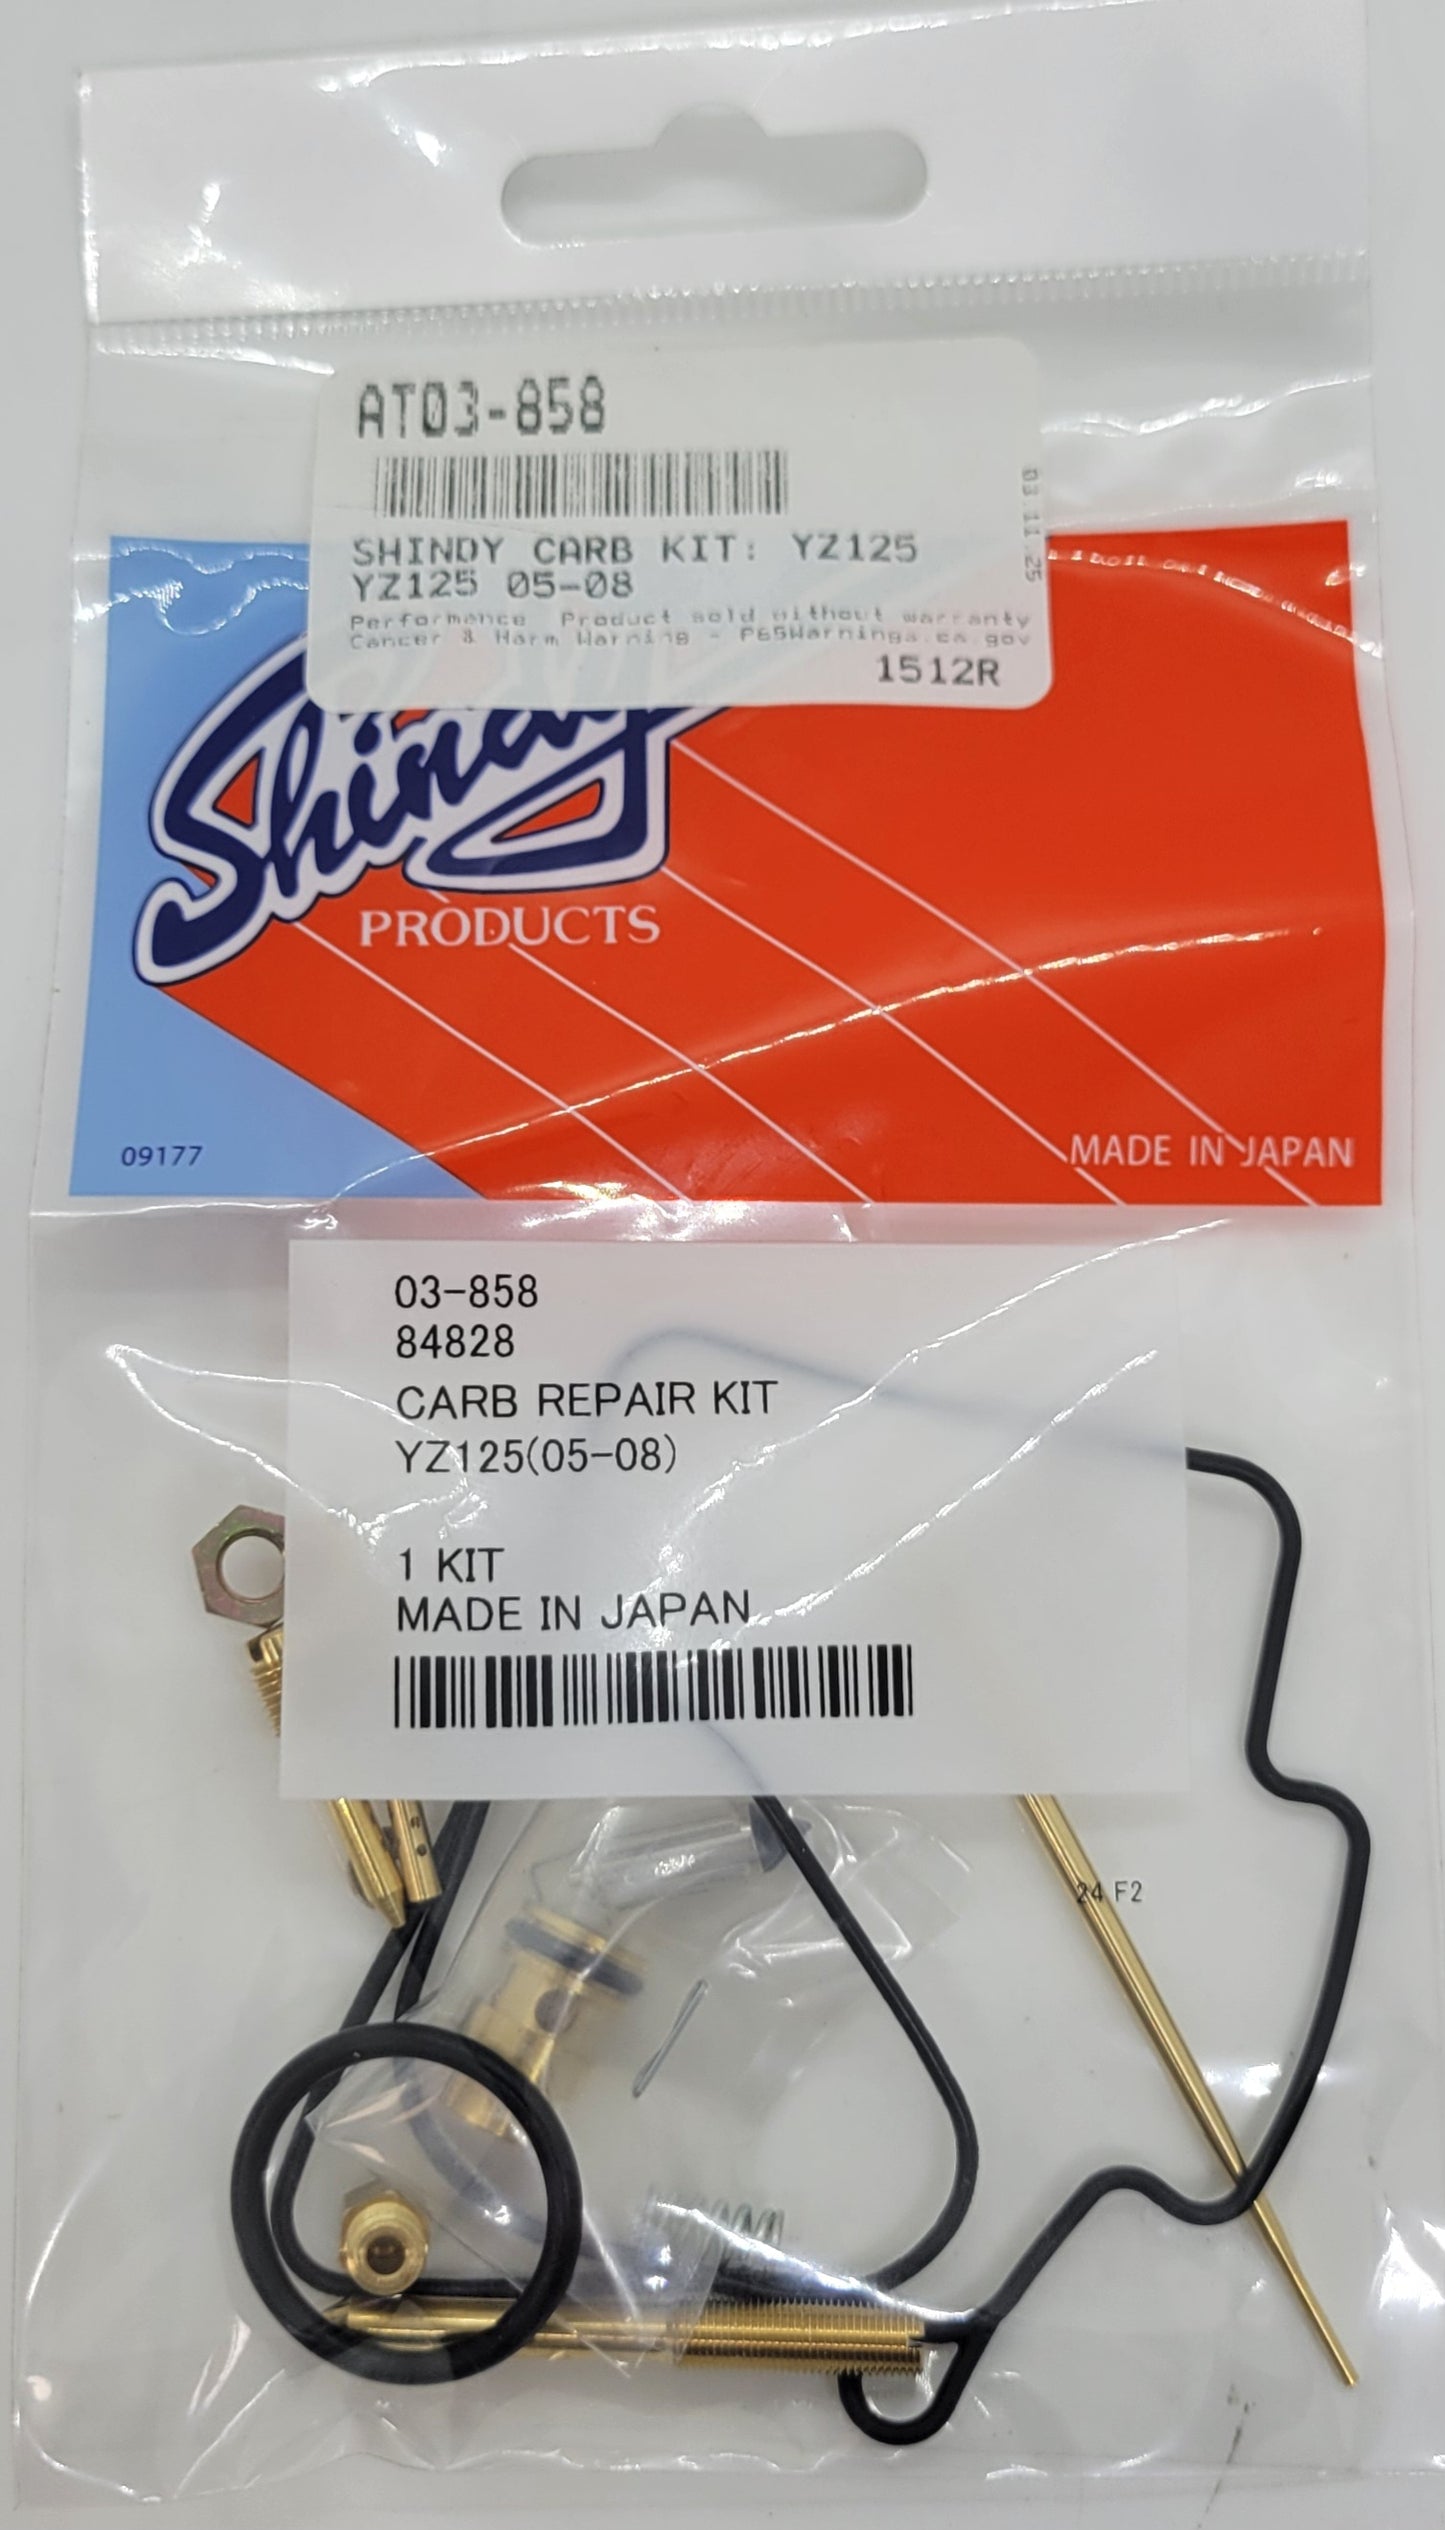 AT03-858
03.11.25
SHINDY CARB KIT: YZ125
YZ125 05-08
Performance Product sold without warranty
Cancer & Harm Warning - P65Warnings.ca.gov
1512R
Shindy
PRODUCTS
09177
MADE IN JAPAN
03-858
84828
CARB REPAIR KIT
YZ125(05-08)
1 KIT
MADE IN JAPAN
24 F2